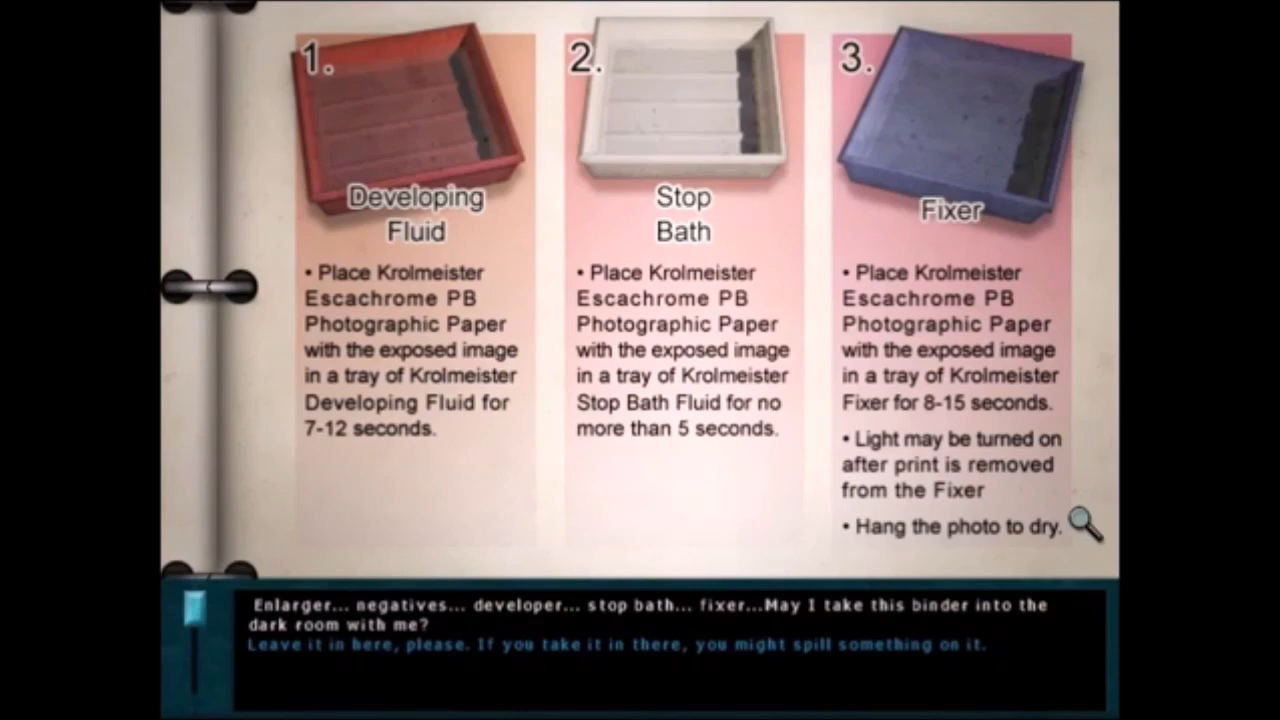 1.
Developing
Fluid
• Place Krolmeister
Escachrome PB
Photographic Paper
with the exposed image
in a tray of Krolmeister
Developing Fluid for
7-12 seconds.
2.
Stop
Bath
• Place Krolmeister
Escachrome PB
Photographic Paper
with the exposed image
in a tray of Krolmeister
Stop Bath Fluid for no
more than 5 seconds.
3.
Fixer
• Place Krolmeister
Escachrome PB
Photographic Paper
with the exposed image
in a tray of Krolmeister
Fixer for 8-15 seconds.
• Light may be turned on
after print is removed
from the Fixer
• Hang the photo to dry.
Enlarger... negatives... developer... stop bath... fixer...May I take this binder into the
dark room with me?
Leave it in here, please. If you take it in there, you might spill something on it.